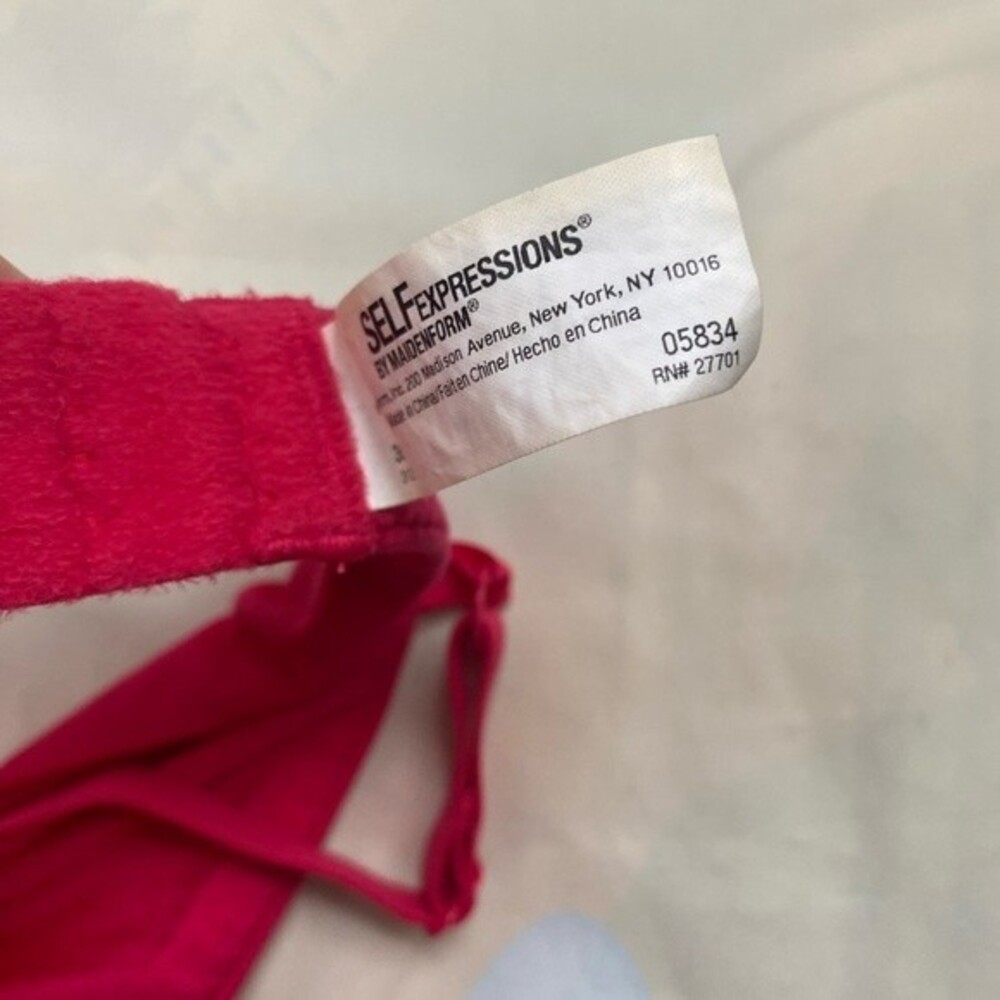 SELFEXPRESSIONS®
BY MAIDENFORM®
Inc. 200 Madison Avenue, New York, NY 10016
Made in China/Fait en Chine/ Hecho en China
05834
RN# 27701